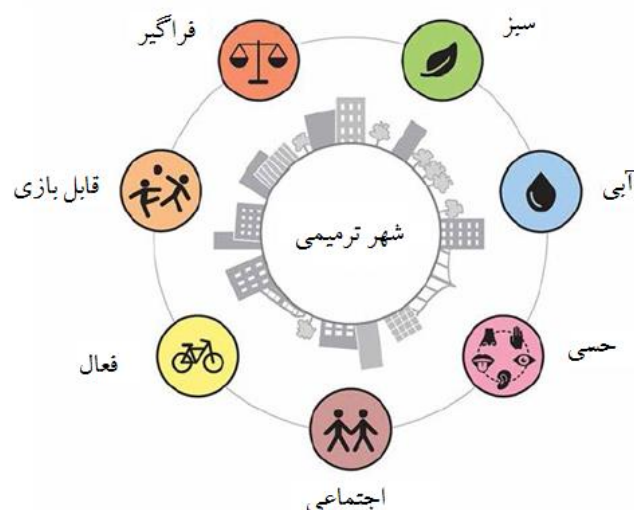 سبز
فراگیر
آبی
قابل بازی
شهر ترمیمی
حسی
فعال
اجتماعی